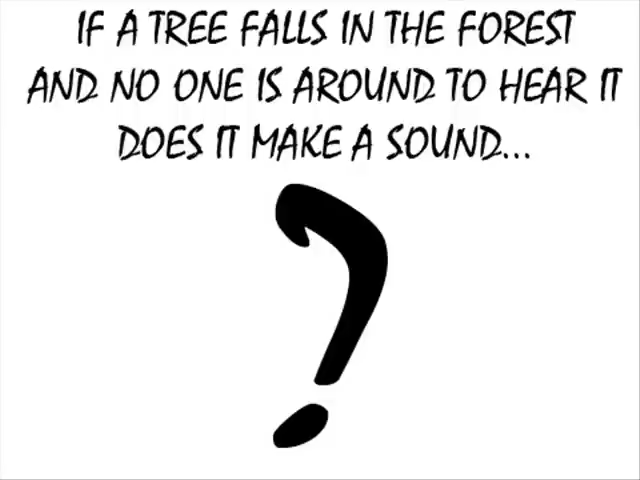 IF A TREE FALLS IN THE FOREST
AND NO ONE IS AROUND TO HEAR IT
DOES IT MAKE A SOUND...
?